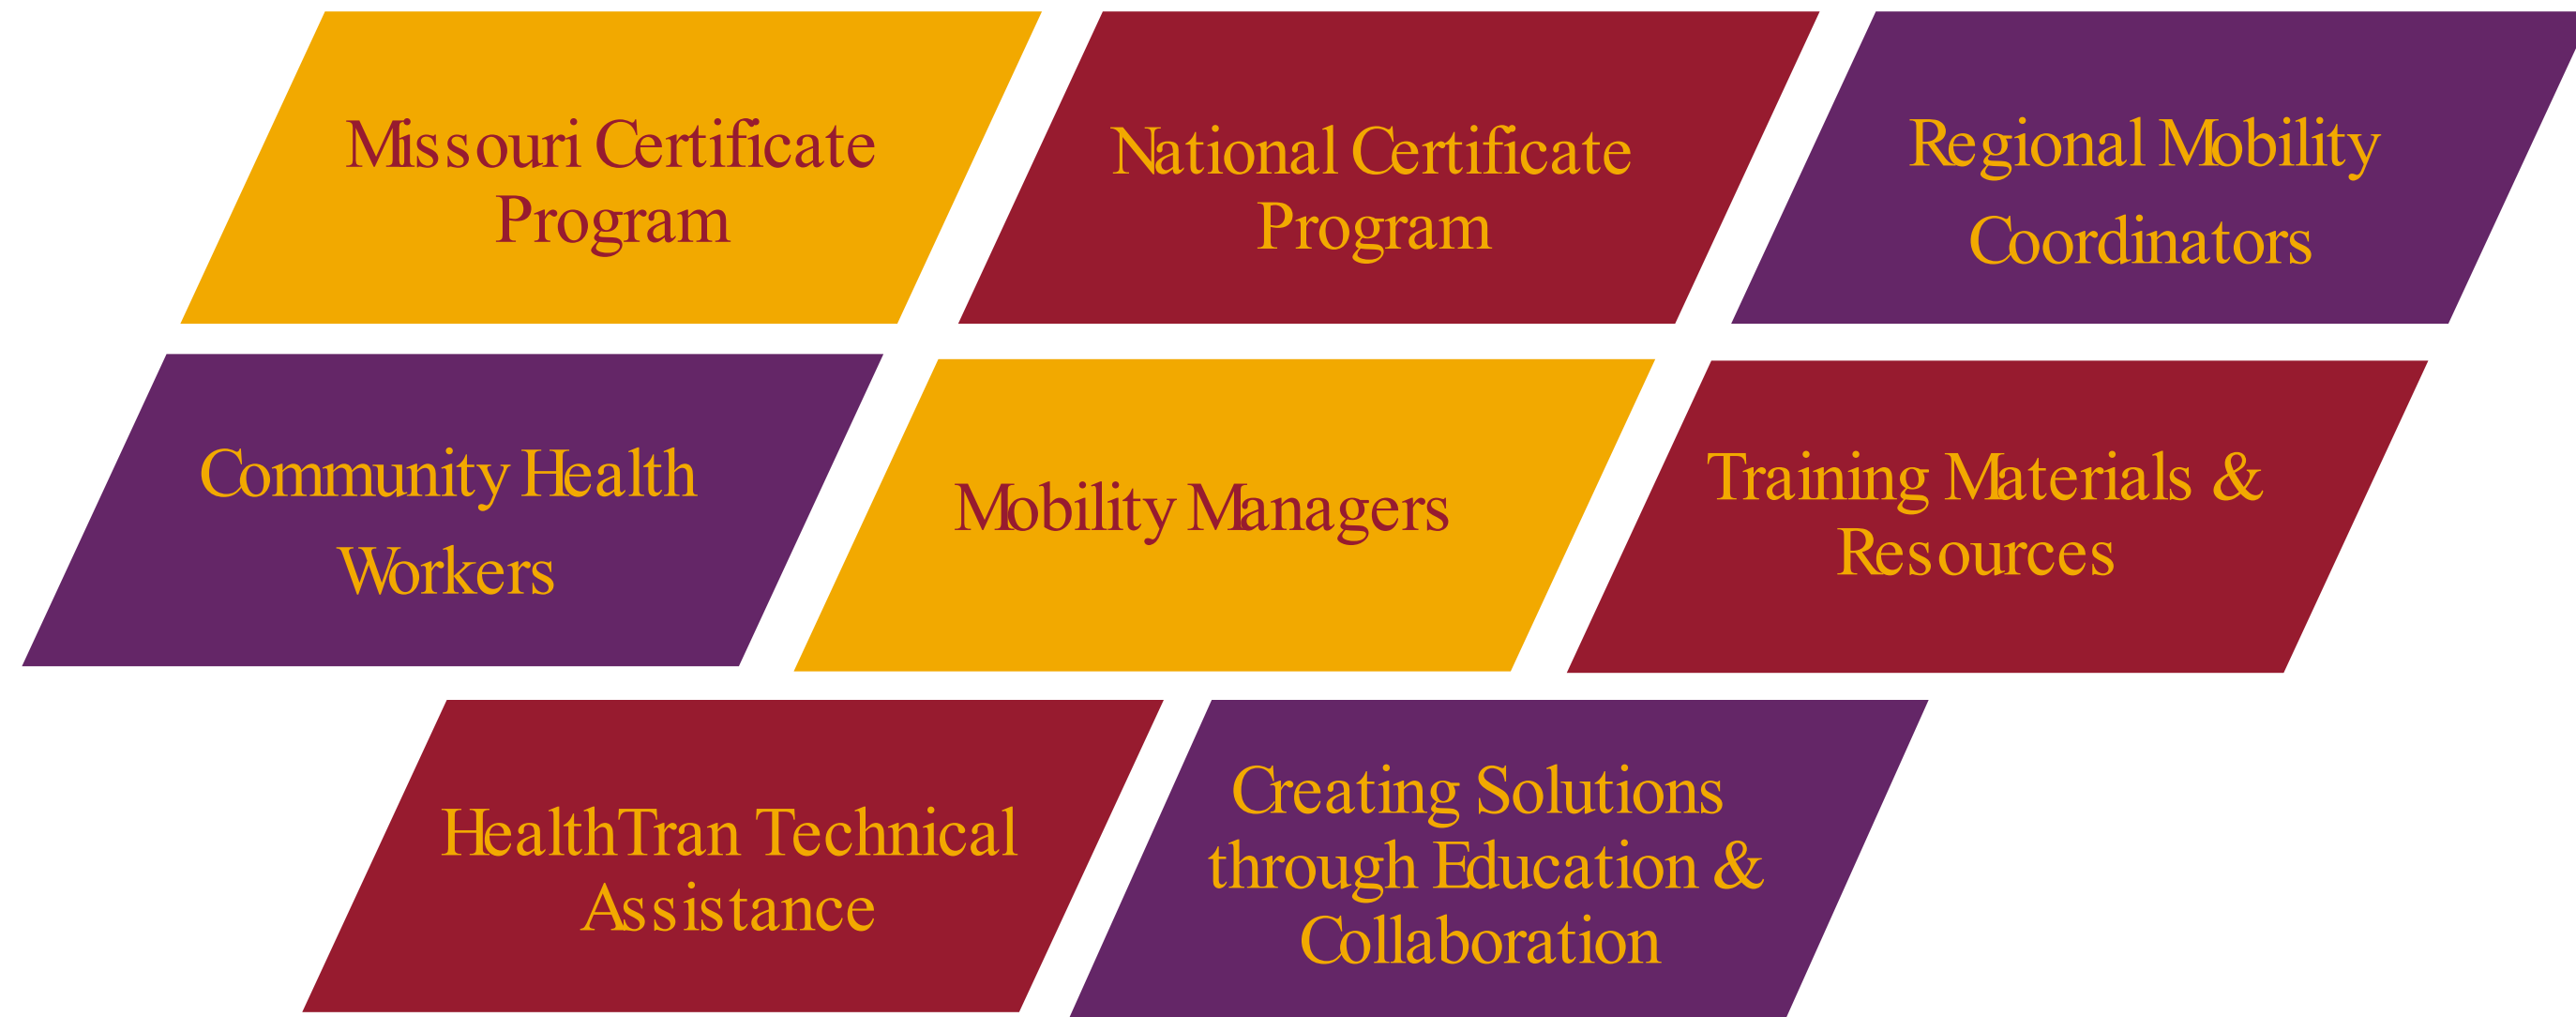 Missouri Certificate
Program
National Certificate
Program
Regional Mobility
Coordinators
Community Health
Workers
Mobility Managers
Training Materials &
Resources
HealthTran Technical
Assistance
Creating Solutions
through Education &
Collaboration